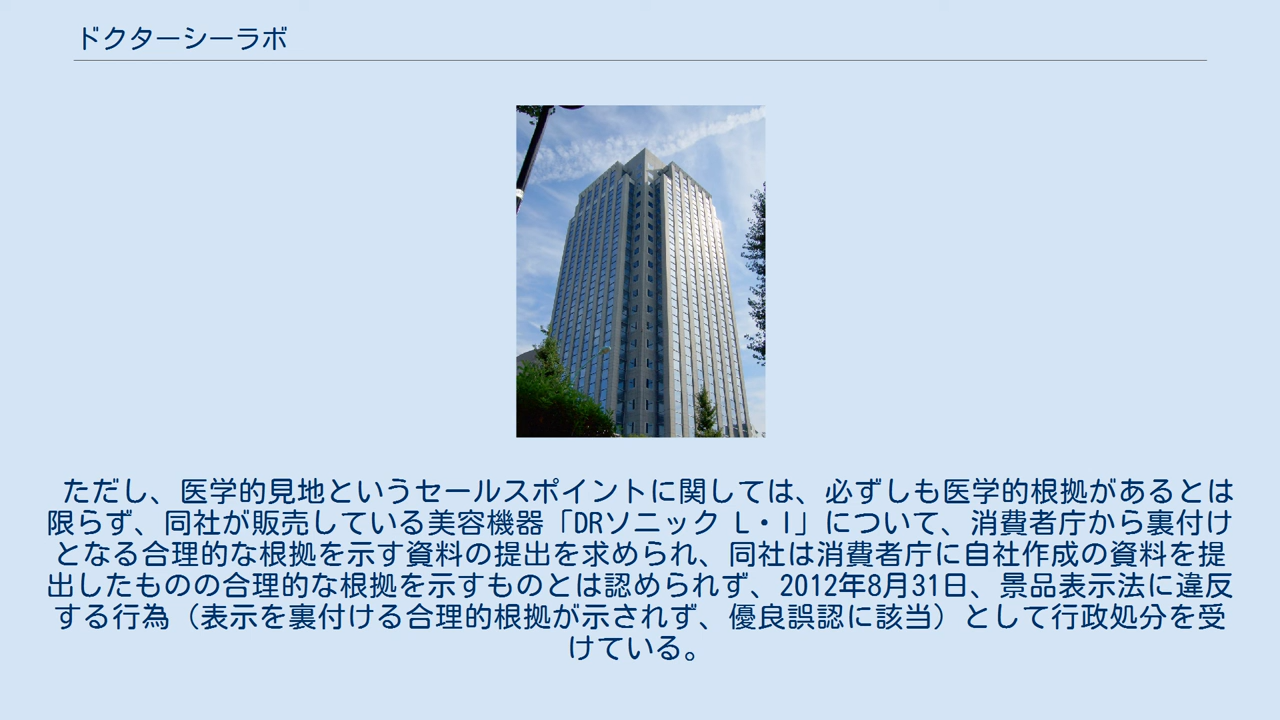 ドクターシーラボ
ただし、医学的見地というセールスポイントに関しては、必ずしも医学的根拠があるとは
限らず、同社が販売している美容機器「DRソニック L・I」について、消費者庁から裏付け
となる合理的な根拠を示す資料の提出を求められ、同社は消費者庁に自社作成の資料を提
出したものの合理的な根拠を示すものとは認められず、2012年8月31日、景品表示法に違反
する行為（表示を裏付ける合理的根拠が示されず、優良誤認に該当）として行政処分を受
けている。